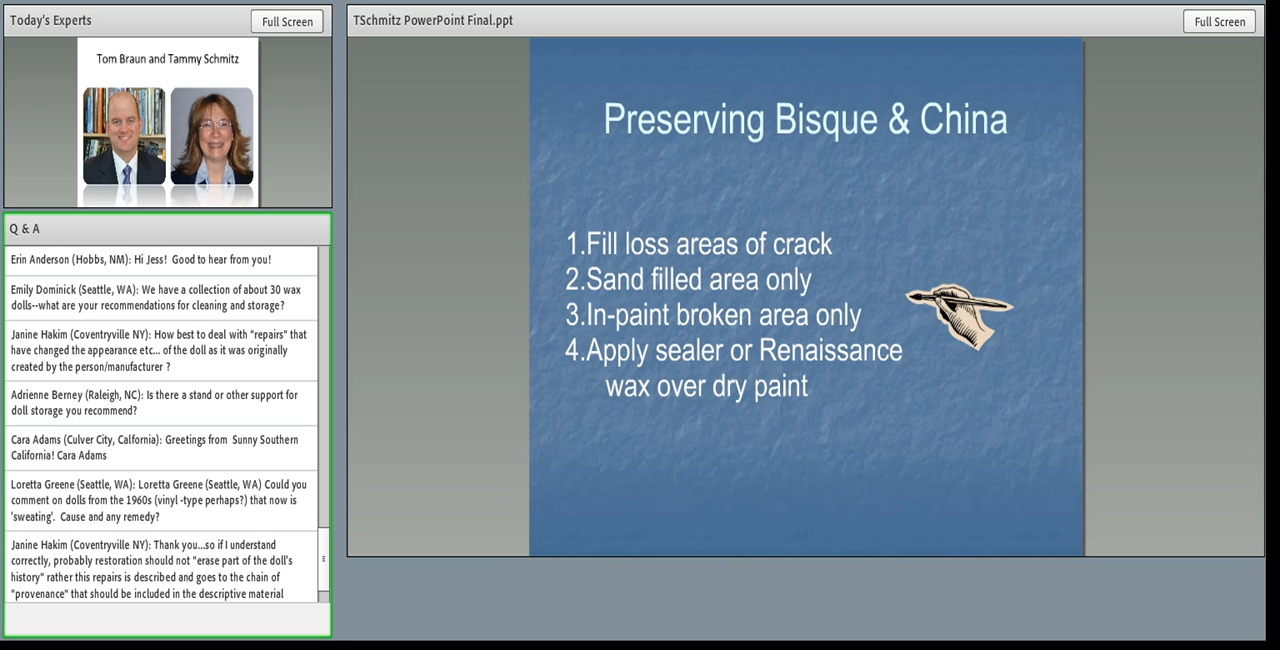 Today's Experts
Full Screen
Tom Braun and Tammy Schmitz
Q & A
Erin Anderson (Hobbs, NM): Hi Jess! Good to hear from you!
Emily Dominick (Seattle, WA): We have a collection of about 30 wax
dolls--what are your recommendations for cleaning and storage?
Janine Hakim (Coventryville NY): How best to deal with "repairs" that
have changed the appearance etc... of the doll as it was originally
created by the person/manufacturer ?
Adrienne Berney (Raleigh, NC): Is there a stand or other support for
doll storage you recommend?
Cara Adams (Culver City, Calfornia): Greetings from Sunny Southern
California! Cara Adams
Loretta Greene (Seattle, WA): Loretta Greene (Seattle, WA) Could you
comment on dolls from the 1960s (vinyl -type perhaps?) that now is
'sweating'. Cause and any remedy?
Janine Hakim (Coventryville NY): Thank you...so if I understand
correctly, probably restoration should not "erase part of the doll's
history" rather this repairs is described and goes to the chain of
"provenance" that should be included in the descriptive material
TSchmitz PowerPoint Final.ppt
Full Screen
Preserving Bisque & China
1.Fill loss areas of crack
2.Sand filled area only
3.In-paint broken area only
4.Apply sealer or Renaissance
wax over dry paint